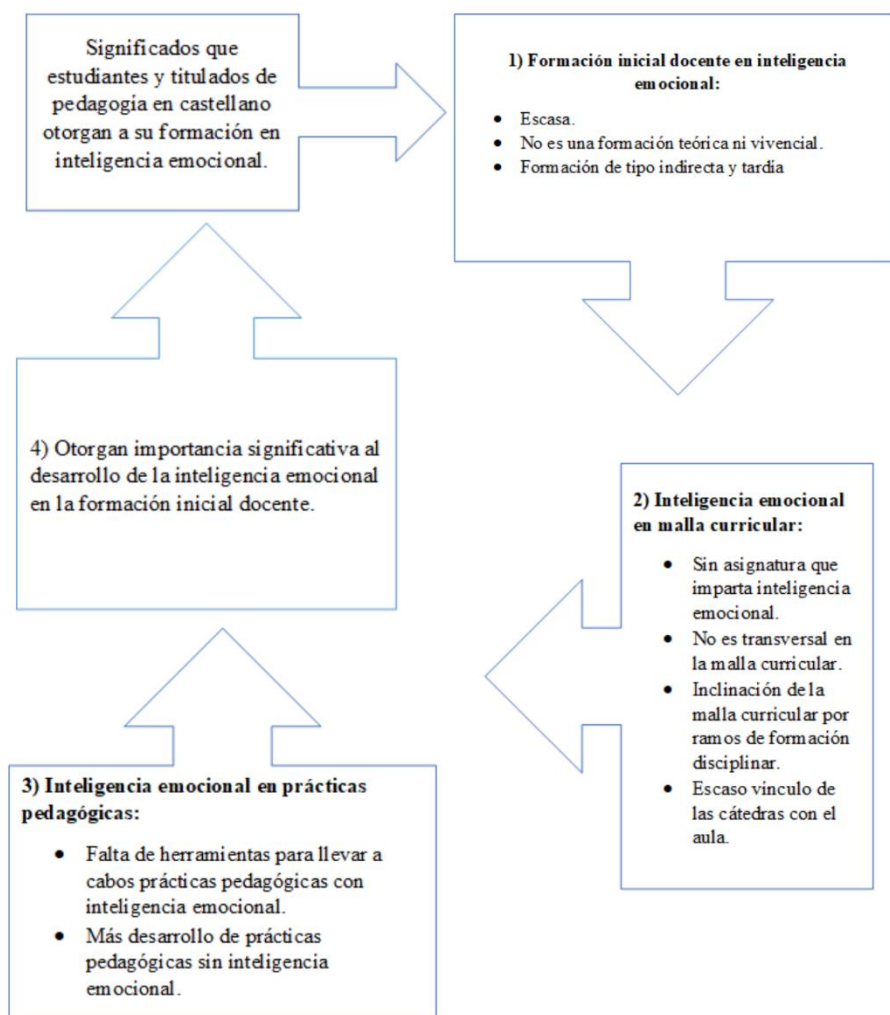 Significados que
estudiantes y titulados de
pedagogía en castellano
otorgan a su formación en
inteligencia emocional.
1) Formación inicial docente en inteligencia
emocional:
• Escasa.
• No es una formación teórica ni vivencial.
• Formación de tipo indirecta y tardía
2) Inteligencia emocional
en malla curricular:
• Sin asignatura que
imparta inteligencia
emocional.
• No es transversal en
la malla curricular.
• Inclinación de la
malla curricular por
ramos de formación
disciplinar.
• Escaso vínculo de
las cátedras con el
aula.
3) Inteligencia emocional en prácticas
pedagógicas:
• Falta de herramientas para llevar a
cabos prácticas pedagógicas con
inteligencia emocional.
• Más desarrollo de prácticas
pedagógicas sin inteligencia
emocional.
4) Otorgan importancia significativa al
desarrollo de la inteligencia emocional
en la formación inicial docente.